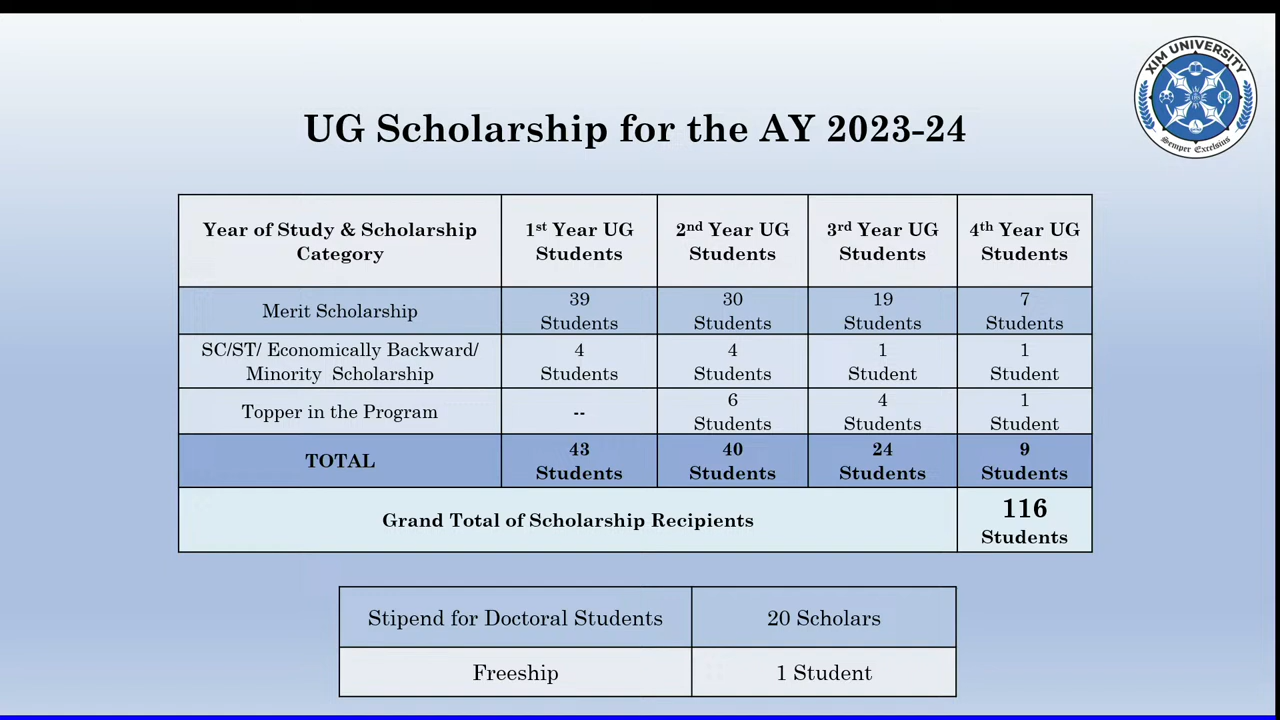 XIM UNIVERSITY
Semper Excelsius
UG Scholarship for the AY 2023-24
Year of Study & Scholarship
Category
1st Year UG
Students
2nd Year UG
Students
3rd Year UG
Students
4th Year UG
Students
Merit Scholarship
39
Students
30
Students
19
Students
7
Students
SC/ST/ Economically Backward/
Minority Scholarship
4
Students
4
Students
1
Student
1
Student
Topper in the Program
--
6
Students
4
Students
1
Student
TOTAL
43
Students
40
Students
24
Students
9
Students
Grand Total of Scholarship Recipients
116
Students
Stipend for Doctoral Students
20 Scholars
Freeship
1 Student